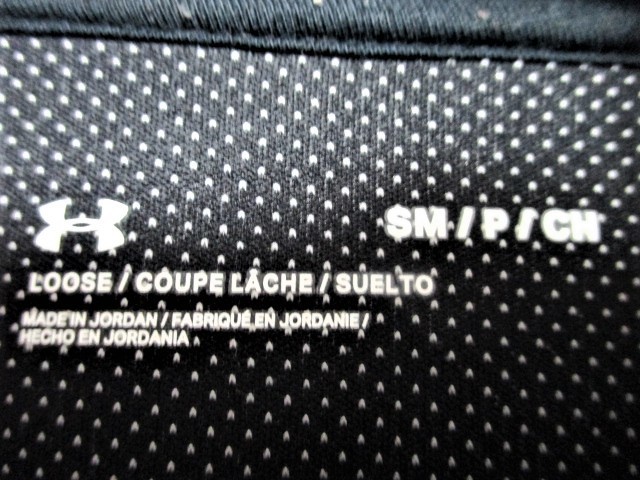 SM / P / CH
LOOSE / COUPE LÂCHE / SUELTO
MADE IN JORDAN / FABRIQUÉ EN JORDANIE /
HECHO EN JORDANIA